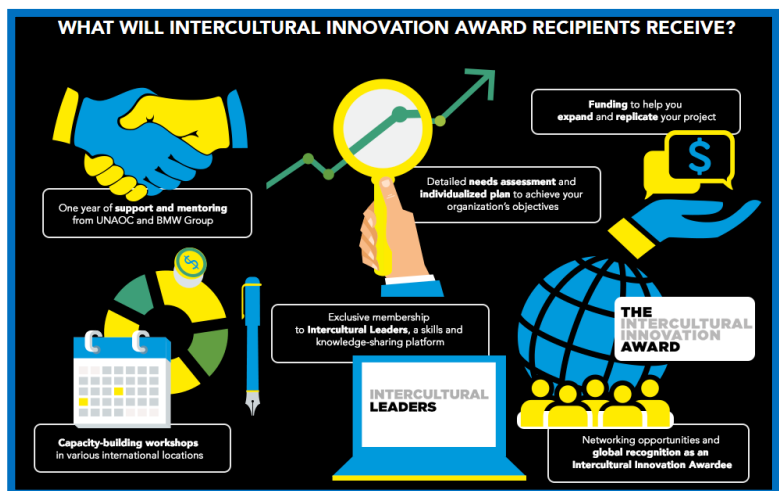 WHAT WILL INTERCULTURAL INNOVATION AWARD RECIPIENTS RECEIVE?
One year of support and mentoring
from UNAOC and BMW Group
Detailed needs assessment and
individualized plan to achieve your
organization's objectives
Funding to help you
expand and replicate your project
$
$
Capacity-building workshops
in various international locations
Exclusive membership
to Intercultural Leaders, a skills and
knowledge-sharing platform
INTERCULTURAL
LEADERS
THE
INTERCULTURAL
INNOVATION
AWARD
Networking opportunities and
global recognition as an
Intercultural Innovation Awardee